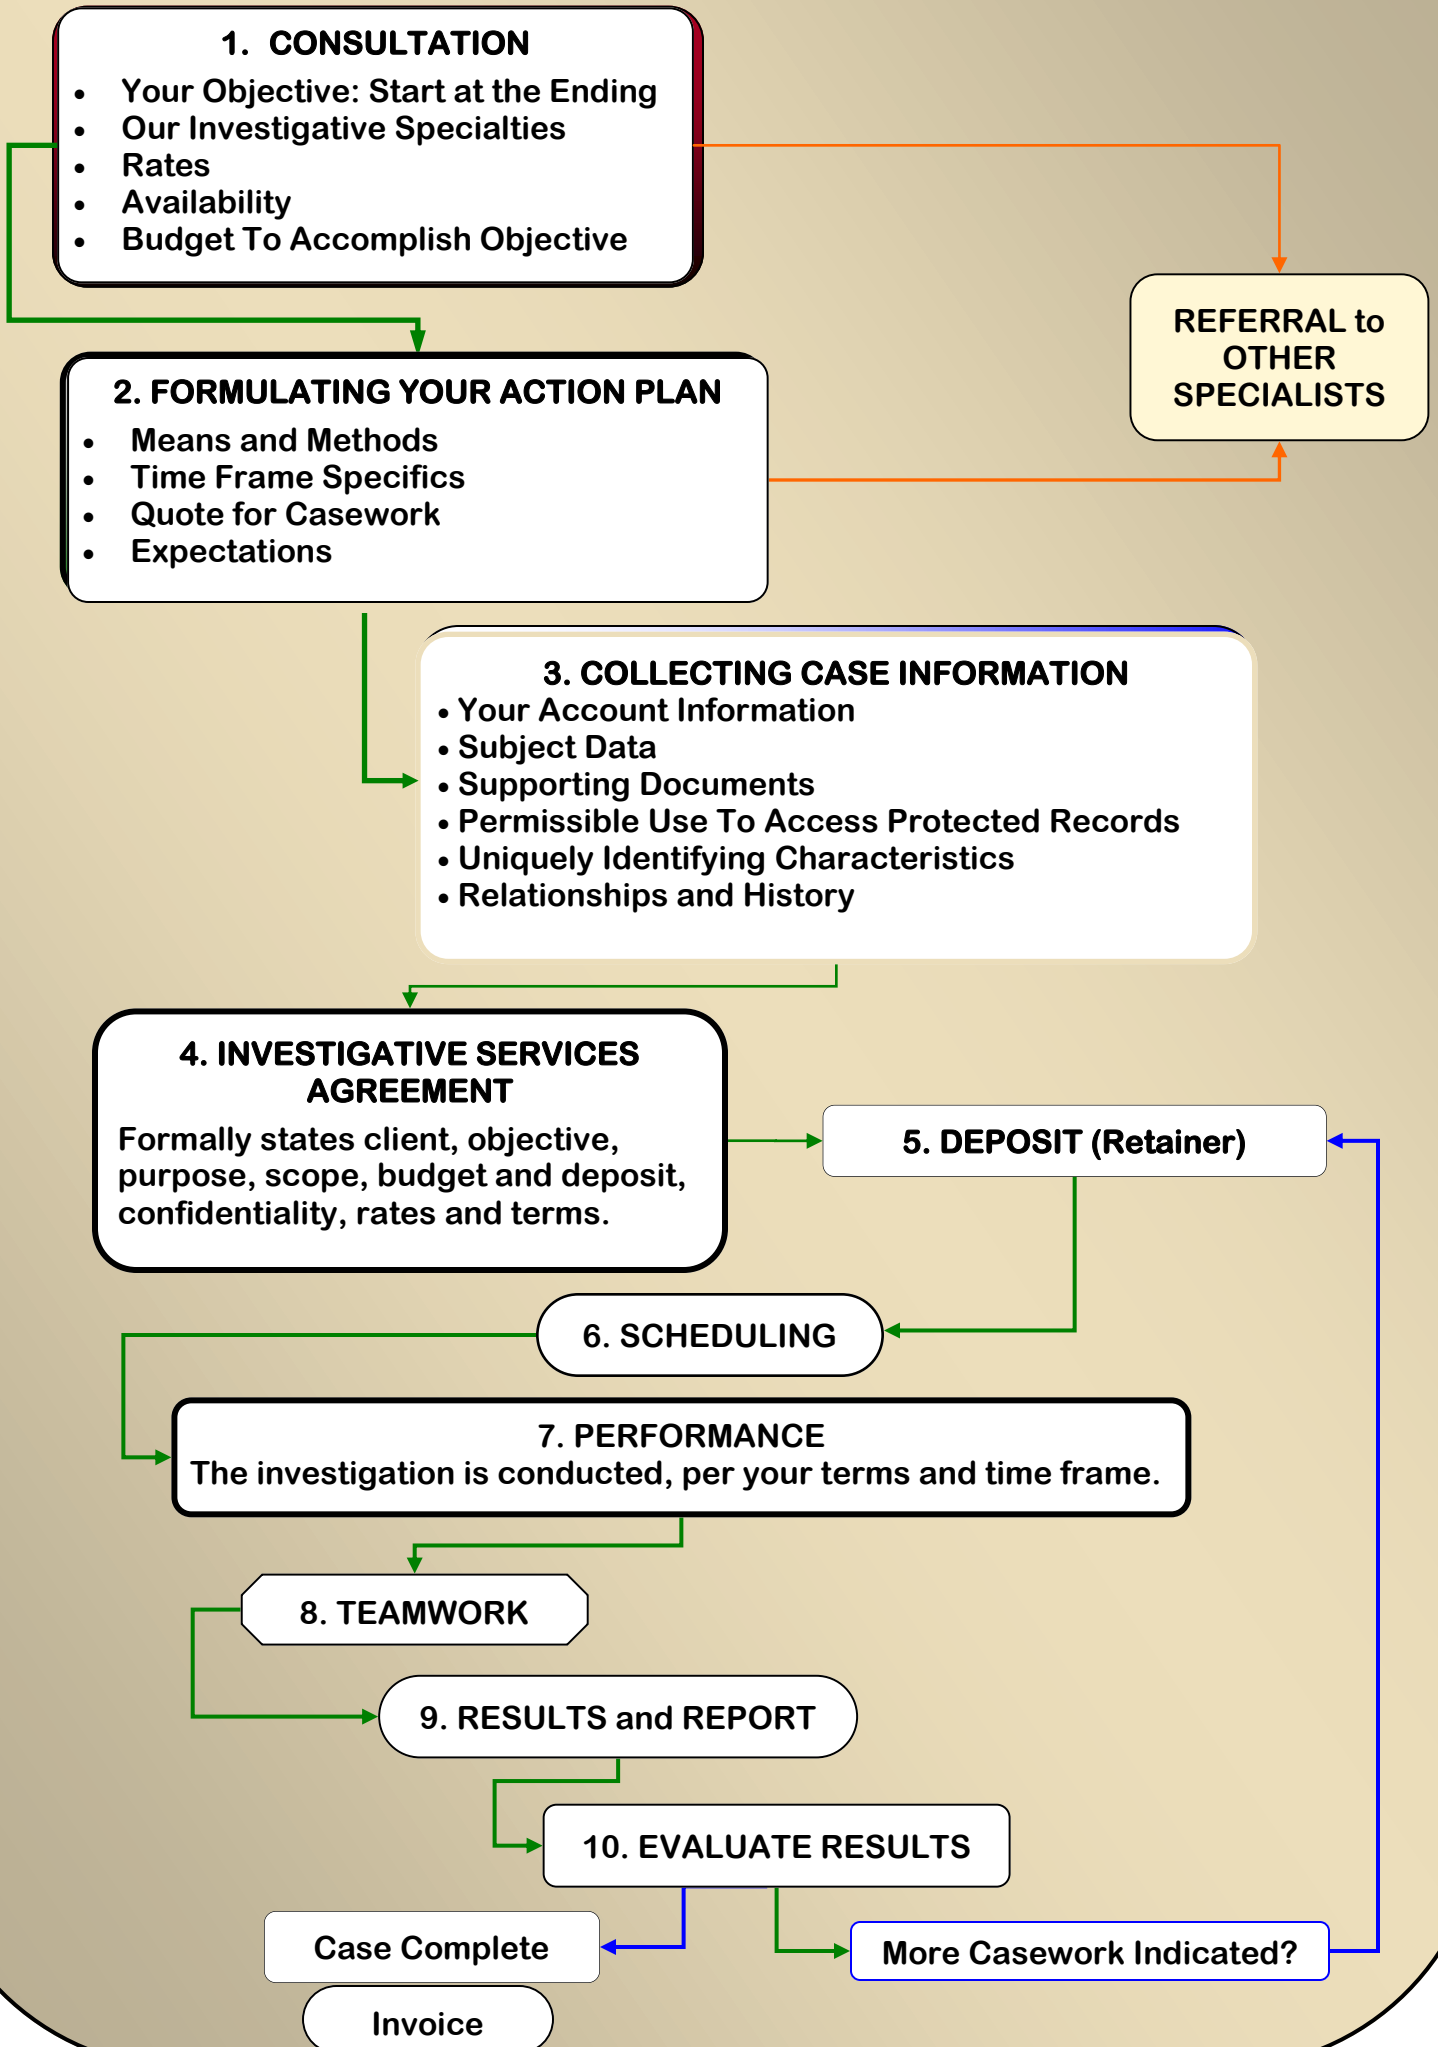 1. CONSULTATION
• Your Objective: Start at the Ending
• Our Investigative Specialties
• Rates
• Availability
• Budget To Accomplish Objective
REFERRAL to
OTHER
SPECIALISTS
2. FORMULATING YOUR ACTION PLAN
• Means and Methods
• Time Frame Specifics
• Quote for Casework
• Expectations
3. COLLECTING CASE INFORMATION
• Your Account Information
• Subject Data
• Supporting Documents
• Permissible Use To Access Protected Records
• Uniquely Identifying Characteristics
• Relationships and History
4. INVESTIGATIVE SERVICES
AGREEMENT
Formally states client, objective,
purpose, scope, budget and deposit,
confidentiality, rates and terms.
5. DEPOSIT (Retainer)
6. SCHEDULING
7. PERFORMANCE
The investigation is conducted, per your terms and time frame.
8. TEAMWORK
9. RESULTS and REPORT
10. EVALUATE RESULTS
Case Complete
More Casework Indicated?
Invoice